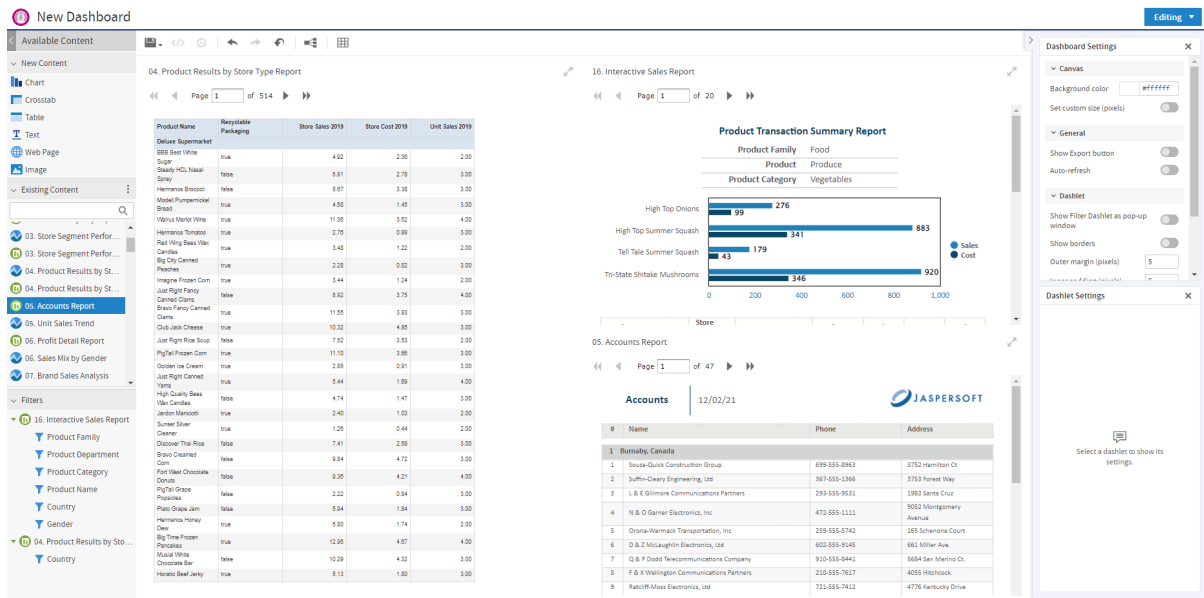 New Dashboard
Editing
Available Content
New Content
Chart
Crosstab
Table
Text
Web Page
Image
Existing Content
03. Store Segment Perfor...
03. Store Segment Perfor...
04. Product Results by St...
04. Product Results by St...
05. Accounts Report
05. Unit Sales Trend
06. Profit Detail Report
06. Sales Mix by Gender
07. Brand Sales Analysis
Filters
16. Interactive Sales Report
Product Family
Product Department
Product Category
Product Name
Country
Gender
04. Product Results by Sto...
Country
04. Product Results by Store Type Report
Page 1 of 514
Product Name Recyclable Packaging Store Sales 2019 Store Cost 2019 Unit Sales 2019
Deluxe Supermarket
BBB Best White Sugar true 4.92 2.36 2.00
Steady HCL Nasal Spray false 6.91 2.78 3.00
Hermanos Broccoli false 8.67 3.38 3.00
Modell Pumpernickel Bread true 4.68 1.45 3.00
Walrus Merlot Wine true 11.36 3.52 4.00
Hermanos Tomatos true 2.76 0.99 3.00
Red Wing Bees Wax Candles true 3.48 1.22 2.00
Big City Canned Peaches true 2.28 0.82 3.00
Imagine Frozen Corn true 3.44 1.24 2.00
Just Right Fancy Canned Clams false 8.92 3.75 4.00
Bravo Fancy Canned Clams true 11.55 3.93 3.00
Club Jack Cheese true 10.32 4.85 3.00
Just Right Rice Soup false 7.52 3.53 2.00
PigTail Frozen Corn true 11.10 3.66 3.00
Golden Ice Cream true 2.85 0.91 3.00
Just Right Canned Yams true 6.44 1.69 4.00
High Quality Bees Wax Candles false 4.74 1.47 3.00
Jardon Manicotti true 2.40 1.03 2.00
Sunset Silver Cleaner true 1.26 0.44 2.00
Discover Thai Rice false 7.41 2.59 3.00
Bravo Creamed Corn false 9.84 4.72 3.00
Fort West Chocolate Donuts false 9.36 4.21 4.00
PigTail Grape Popsicles false 2.22 0.84 3.00
Plato Grape Jam false 5.94 1.84 3.00
Hermanos Honey Dew true 5.80 1.74 2.00
Big Time Frozen Pancakes true 12.96 4.67 4.00
Musial White Chocolate Bar false 10.29 4.32 3.00
Horatio Beef Jerky true 5.13 1.80 3.00
16. Interactive Sales Report
Page 1 of 20
Product Transaction Summary Report
Product Family Food
Product Produce
Product Category Vegetables
High Top Onions 276 99
High Top Summer Squash 883 341
Tell Tale Summer Squash 179 43
Tri-State Shitake Mushrooms 920 346
0 200 400 600 800 1,000
Sales
Cost
Store
05. Accounts Report
Page 1 of 47
Accounts 12/02/21
JASPERSOFT
# Name Phone Address
1 Burnaby, Canada
1 Souza-Quick Construction Group 699-555-8963 3752 Hamilton Ct
2 Suffin-Cleary Engineering, Ltd 367-555-1366 3753 Forest Way
3 L & E Gillmore Communications Partners 293-555-9531 1983 Santa Cruz
4 N & O Garner Electronics, Inc 472-555-1111 9052 Montgomery Avenue
5 Orona-Warmack Transportation, Inc 259-555-5742 165 Schenone Court
6 D & Z McLaughlin Electronics, Ltd 602-555-9145 661 Miller Ave.
7 Q & P Dodd Telecommunications Company 910-555-8441 5684 San Marino Ct.
8 F & X Wellington Communications Partners 210-555-7617 4055 Hitchcock
9 Ratcliff-Moss Electronics, Ltd 721-555-7412 4776 Kentucky Drive
Dashboard Settings
Canvas
Background color #ffffff
Set custom size (pixels)
General
Show Export button
Auto-refresh
Dashlet
Show Filter Dashlet as pop-up
window
Show borders
Outer margin (pixels) 5
Dashlet Settings
Select a dashlet to show its
settings.